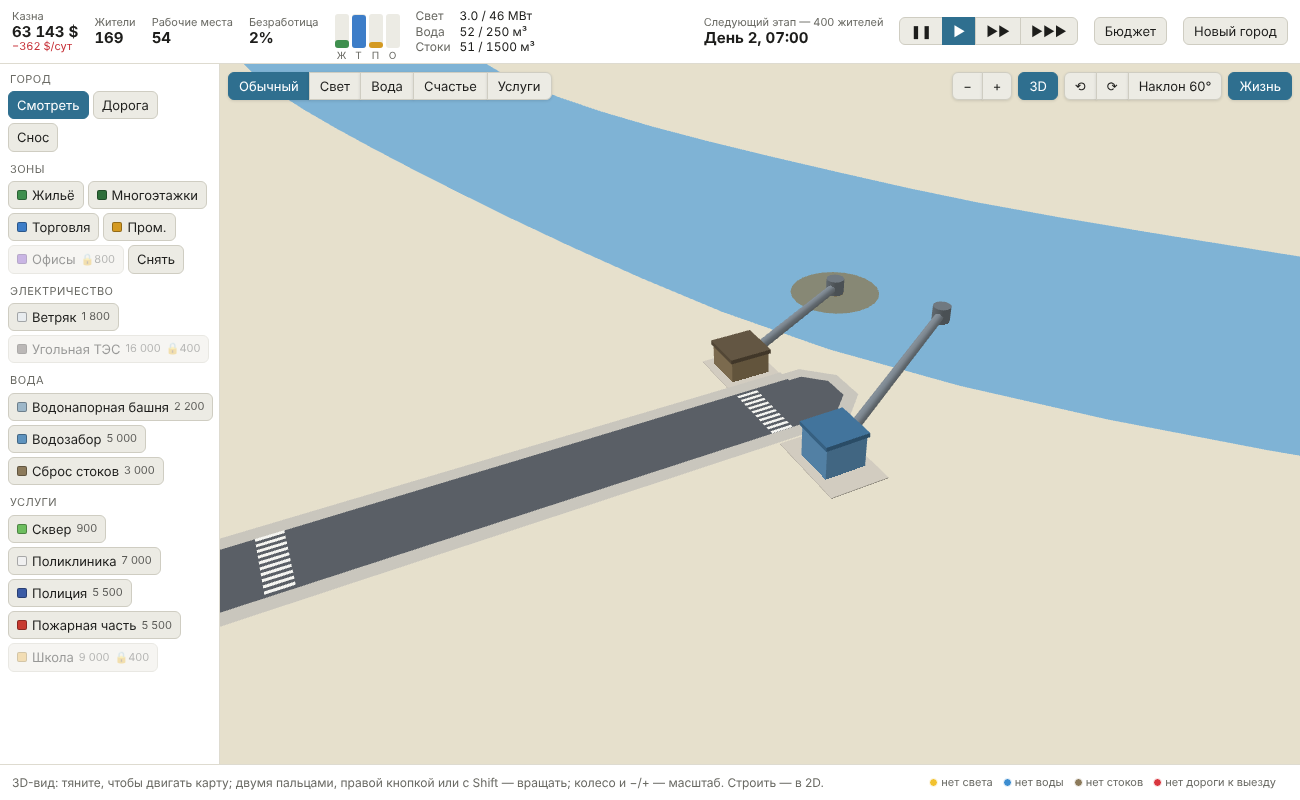 Казна
63 143 $
−362 $/сут
Жители
169
Рабочие места
54
Безработица
2%
Ж Т П О
Свет 3.0 / 46 МВт
Вода 52 / 250 м³
Стоки 51 / 1500 м³
Следующий этап — 400 жителей
День 2, 07:00
Бюджет
Новый город
ГОРОД
Смотреть
Дорога
Снос
ЗОНЫ
Жильё
Многоэтажки
Торговля
Пром.
Офисы 800
Снять
ЭЛЕКТРИЧЕСТВО
Ветряк 1 800
Угольная ТЭС 16 000 400
ВОДА
Водонапорная башня 2 200
Водозабор 5 000
Сброс стоков 3 000
УСЛУГИ
Сквер 900
Поликлиника 7 000
Полиция 5 500
Пожарная часть 5 500
Школа 9 000 400
Обычный
Свет
Вода
Счастье
Услуги
−
+
3D
Наклон 60°
Жизнь
3D-вид: тяните, чтобы двигать карту; двумя пальцами, правой кнопкой или с Shift — вращать; колесо и −/+ — масштаб. Строить — в 2D.
нет света
нет воды
нет стоков
нет дороги к выезду